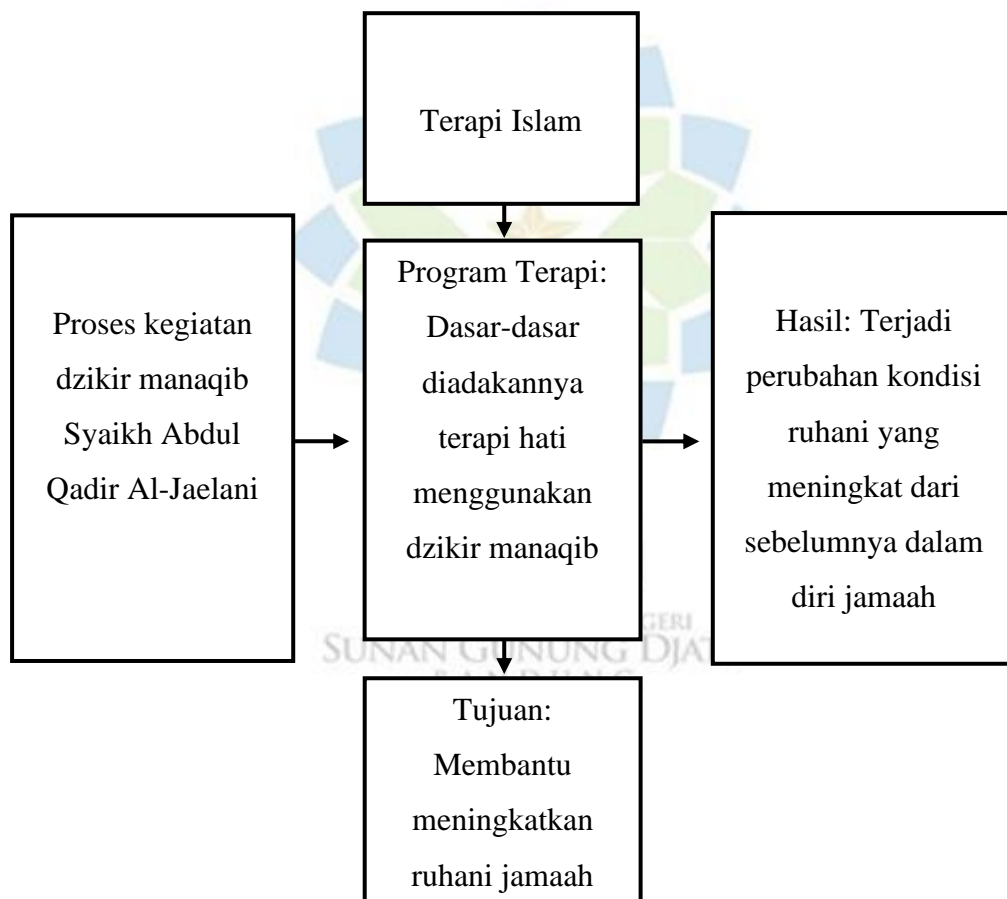 Terapi Islam
Proses kegiatan
dzikir manaqib
Syaikh Abdul
Qadir Al-Jaelani
Program Terapi:
Dasar-dasar
diadakannya
terapi hati
menggunakan
dzikir manaqib
Hasil: Terjadi
perubahan kondisi
ruhani yang
meningkat dari
sebelumnya dalam
diri jamaah
SUNAN GUNUNG
Tujuan:
Membantu
meningkatkan
ruhani jamaah